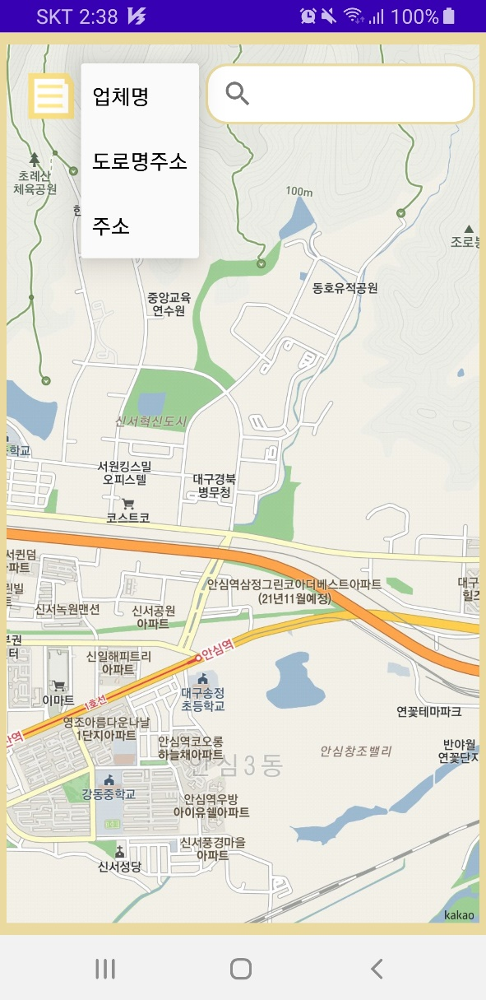 SKT 2:38
100%
업체명
도로명주소
주소
초례산
체육공원
한
100m
조로봉
동호유적공원
중앙교육
연수원
신서혁신도시
학교
서원킹스밀
오피스텔
대구경북
병무청
코스트코
서퀸덤
파트
안심역삼정그린코아더베스트아파트
(21년11월예정)
대구
힐즈
린빌
트
신서녹원맨션
신서공원
아파트
부권
터
신일해피트리
아파트
안심역
대구송정
초등학교
이마트
1호선
영조아름다운나날
1단지아파트
연꽃테마파크
안역
안심역코오롱
하늘채아파트
안심창조밸리
반야월
연꽃단지
안심3동
강동중학교
안심역우방
아이유쉘아파트
신서풍경마을
아파트
신서성당
kakao